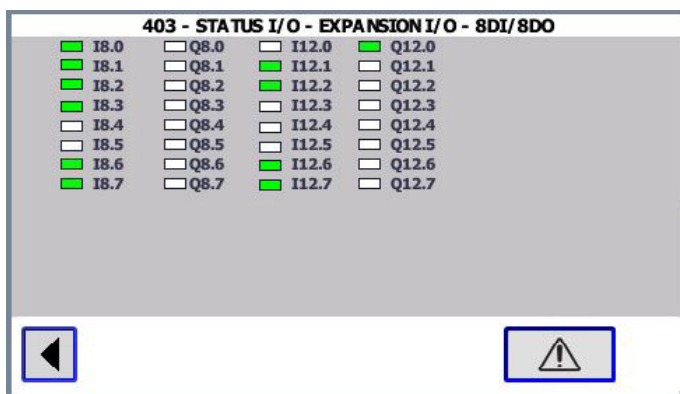 403 - STATUS I/O - EXPANSION I/O - 8DI/8DO
I8.0 Q8.0 I12.0 Q12.0
I8.1 Q8.1 I12.1 Q12.1
I8.2 Q8.2 I12.2 Q12.2
I8.3 Q8.3 I12.3 Q12.3
I8.4 Q8.4 I12.4 Q12.4
I8.5 Q8.5 I12.5 Q12.5
I8.6 Q8.6 I12.6 Q12.6
I8.7 Q8.7 I12.7 Q12.7